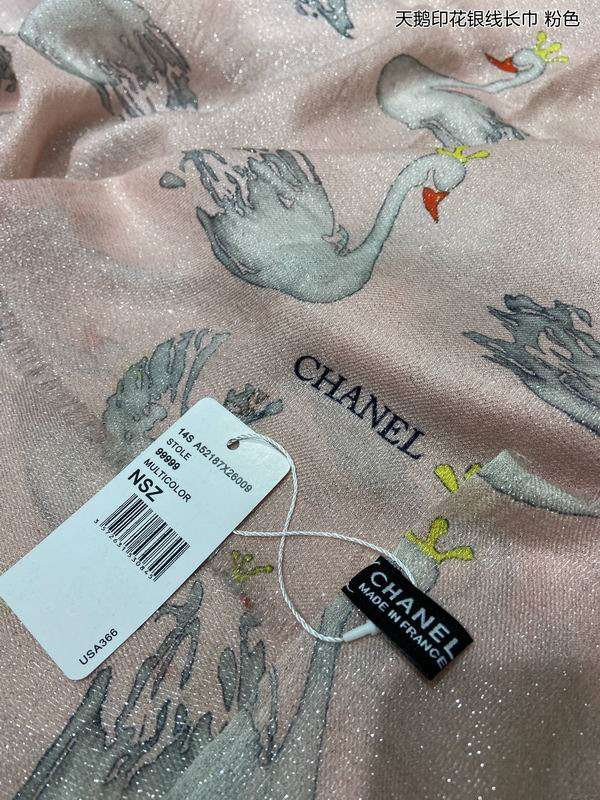 天鹅印花银线长巾 粉色
CHANEL
14S A52187X26009
STOLE
99999
MULTICOLOR
NSZ
USA366
CHANEL
MADE IN FRANCE